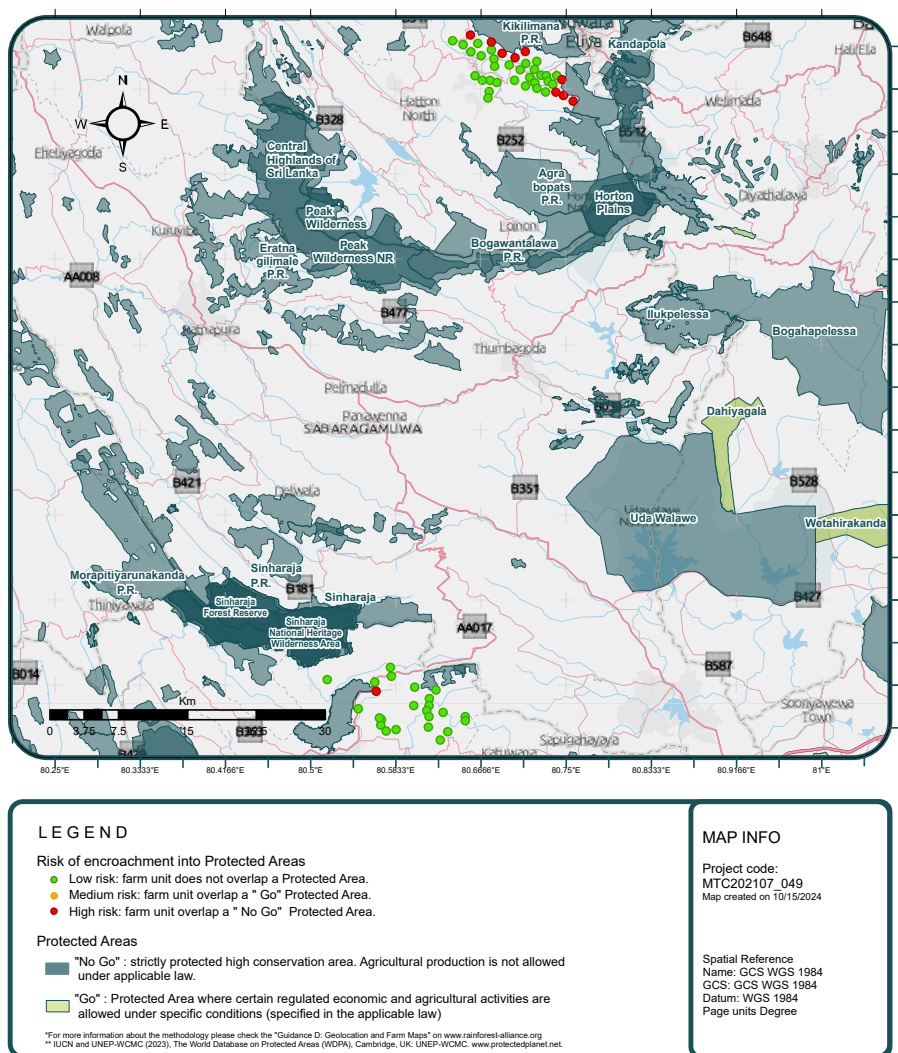 Walpola
Kikilimana
P.R.
Nuwara
Eliya
Kandapola
B648
Hali Ela
N
W
E
S
Hatton
North
Welimada
B328
B252
B512
Eheliyagoda
Central
Highlands of
Sri Lanka
Agra
bopats
P.R.
Horton
Plains
Diyathalawa
Peak
Wilderness
Loinon
Kuruvita
Eratna
gilimale
P.R.
Peak
Wilderness NR
Bogawantalawa
P.R.
AA008
B477
Ilukpelessa
Bogahapelessa
Ratnapura
Thumbagoda
Pelmadulla
Panawenna
SABARAGAMUWA
Dahiyagala
B421
Delwala
B351
B528
Uda Walawe
Wetahirakanda
Morapitiyarunakanda
P.R.
Sinharaja
P.R.
B181
Sinharaja
B427
Thiniyawala
Sinharaja
Forest Reserve
Sinharaja
National Heritage
Wilderness Area
AA017
B014
B587
Km
Sooriyawewa
Town
0 3.75 7.5 15 30
Katuwana
Sapugahayaya
80.25°E 80.3333°E 80.4166°E 80.5°E 80.5833°E 80.6666°E 80.75°E 80.8333°E 80.9166°E 81°E
LEGEND
Risk of encroachment into Protected Areas
Low risk: farm unit does not overlap a Protected Area.
Medium risk: farm unit overlap a " Go" Protected Area.
High risk: farm unit overlap a " No Go" Protected Area.
Protected Areas
"No Go" : strictly protected high conservation area. Agricultural production is not allowed
under applicable law.
"Go" : Protected Area where certain regulated economic and agricultural activities are
allowed under specific conditions (specified in the applicable law)
*For more information about the methodology please check the "Guidance D: Geolocation and Farm Maps" on www.rainforest-alliance.org
** IUCN and UNEP-WCMC (2023), The World Database on Protected Areas (WDPA), Cambridge, UK: UNEP-WCMC. www.protectedplanet.net.
MAP INFO
Project code:
MTC202107_049
Map created on 10/15/2024
Spatial Reference
Name: GCS WGS 1984
GCS: GCS WGS 1984
Datum: WGS 1984
Page units Degree